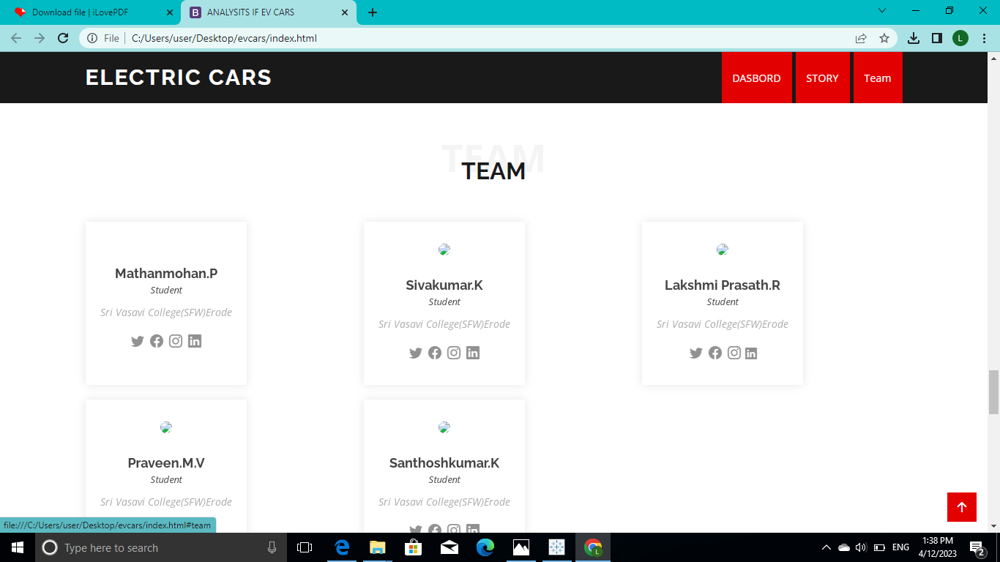 Download file | iLovePDF
ANALYSITS IF EV CARS
File
C:/Users/user/Desktop/evcars/index.html
L
ELECTRIC CARS
DASBORD
STORY
Team
TEAM
TEAM
Mathanmohan.P
Student
Sri Vasavi College(SFW)Erode
Sivakumar.K
Student
Sri Vasavi College(SFW)Erode
Lakshmi Prasath.R
Student
Sri Vasavi College(SFW)Erode
Praveen.M.V
Student
Sri Vasavi College(SFW)Erode
Santhoshkumar.K
Student
Sri Vasavi College(SFW)Erode
file:///C:/Users/user/Desktop/evcars/index.html#team
Type here to search
L
ENG
1:38 PM
4/12/2023
2